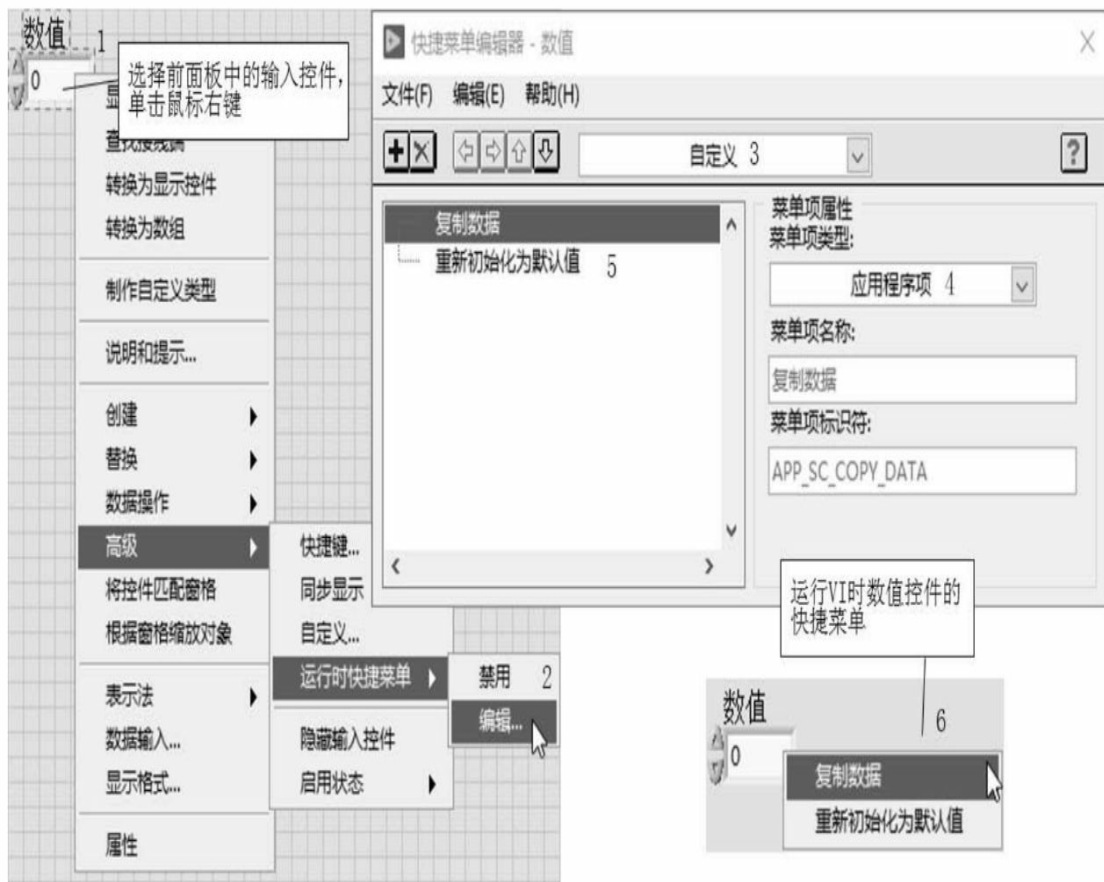 数值
1
0
选择前面板中的输入控件,
单击鼠标右键
转换为显示控件
转换为数组
制作自定义类型
说明和提示...
创建
替换
数据操作
高级
将控件匹配窗格
根据窗格缩放对象
表示法
数据输入...
显示格式...
属性
快捷键...
同步显示
自定义...
运行时快捷菜单
隐藏输入控件
启用状态
禁用 2
编辑...
快捷菜单编辑器 - 数值
文件(F) 编辑(E) 帮助(H)
自定义 3
?
复制数据
重新初始化为默认值 5
菜单项属性
菜单项类型:
应用程序项 4
菜单项名称:
复制数据
菜单项标识符:
APP_SC_COPY_DATA
运行VI时数值控件的
快捷菜单
6
数值
0
复制数据
重新初始化为默认值